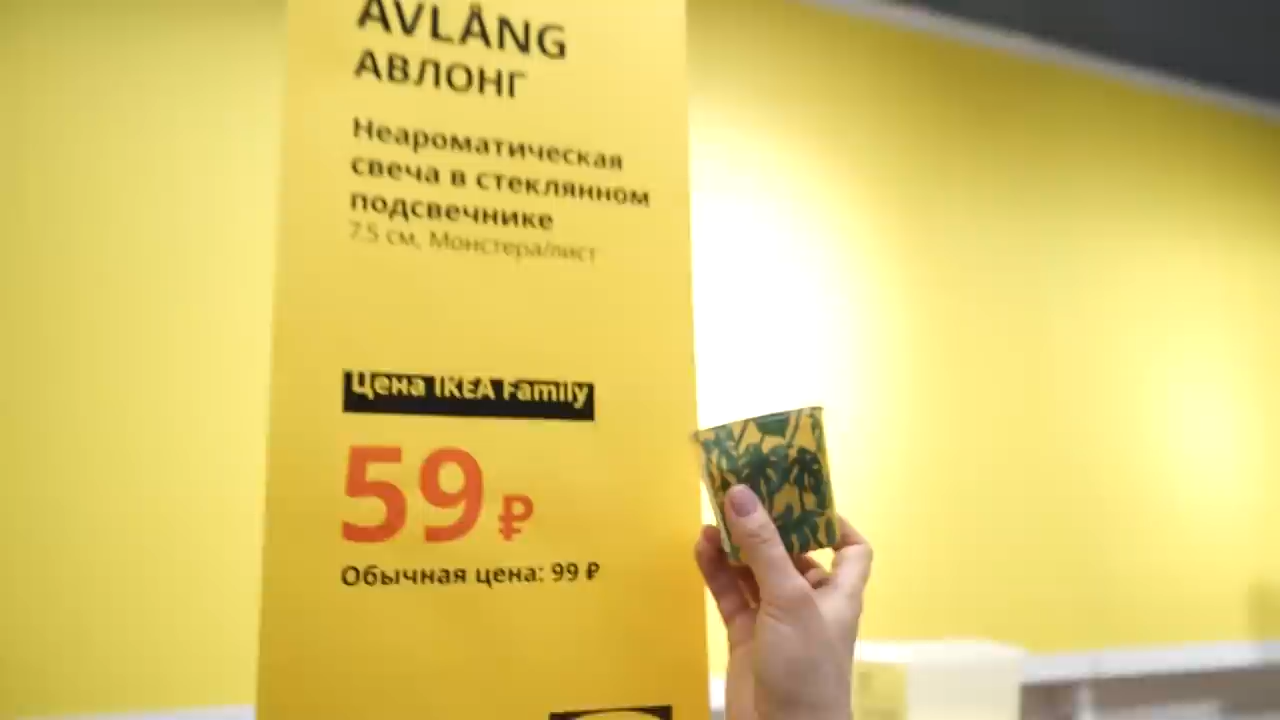 AVLÅNG
АВЛОНГ
Неароматическая
свеча в стеклянном
подсвечнике
7.5 см, Монстера/лист
Цена IKEA Family
59 ₽
Обычная цена: 99 ₽